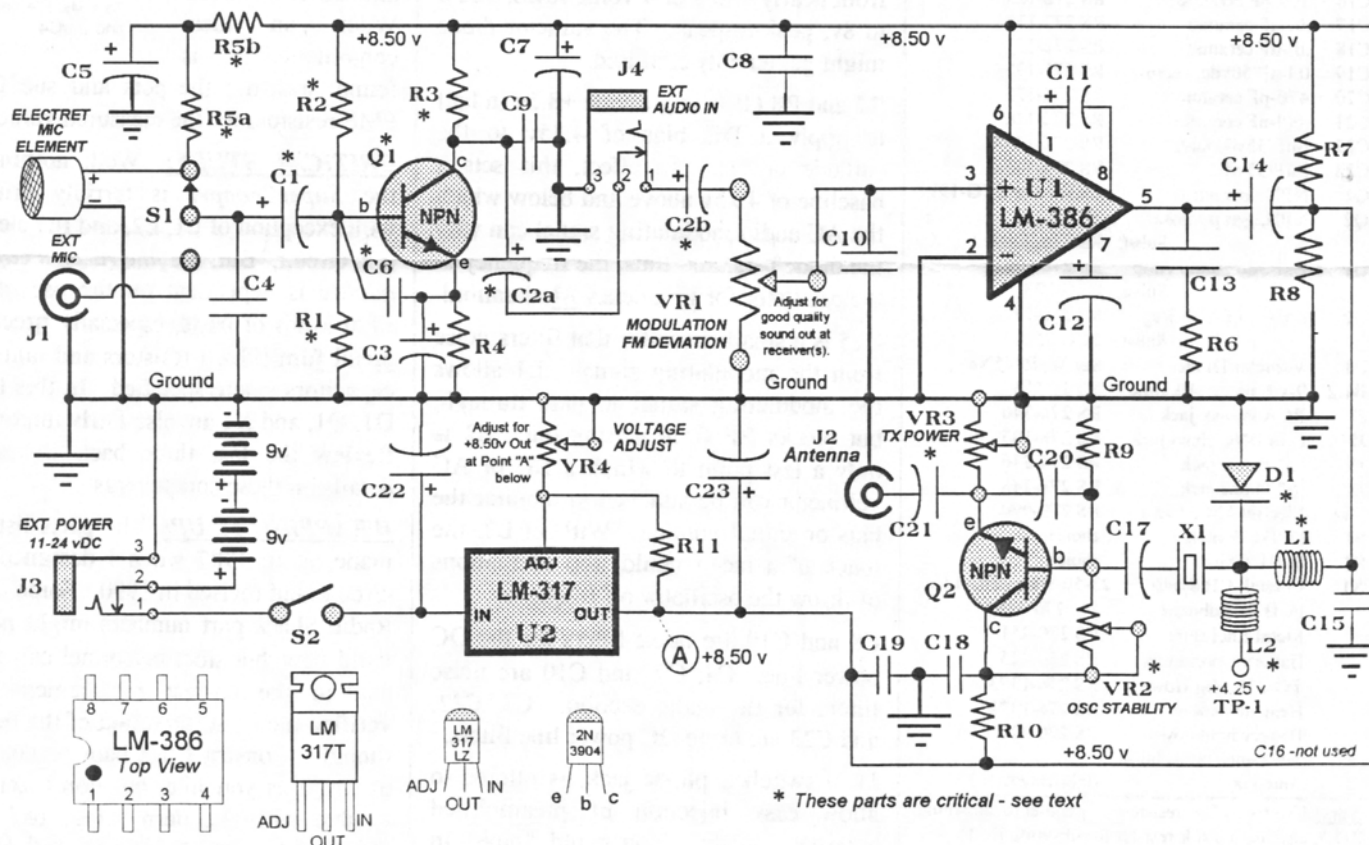 C5
R5b
*
+8.50 v
C7
J4
EXT
AUDIO IN
C8
+8.50 v
+8.50 v
C11
ELECTRET
MIC
ELEMENT
R5a
*
R2
*
R3
C9
6
1
8
R7
S1
C1
*
Q1
c
b
NPN
e
3
2
1
C2b
*
C10
3
2
U1
LM-386
5
7
4
C14
EXT
MIC
J1
C4
C6
*
C2a
*
VR1
*
Adjust for
good quality
sound out at
receiver(s).
MODULATION
FM DEVIATION
C12
C13
R8
R1
*
C3
R4
R6
Ground
Ground
Ground
9v
9v
C22
Adjust for
+8.50v Out
at Point "A"
below
VOLTAGE
ADJUST
VR4
C23
J2
Antenna
VR3
TX POWER
C21
*
C20
R9
D1
*
EXT POWER
11-24 VDC
J3
3
2
1
S2
ADJ
LM-317
IN
OUT
U2
R11
A
+8.50 v
Q2
e
NPN
b
c
C17
X1
L1
*
L2
*
C15
+4.25 v
TP-1
C19
C18
R10
VR2
*
OSC STABILITY
+8.50 v
C16 -not used
8 7 6 5
LM-386
Top View
1 2 3 4
LM
317T
ADJ
IN
OUT
LM
317
LZ
ADJ
IN
OUT
2N
3904
e
c
b
* These parts are critical - see text